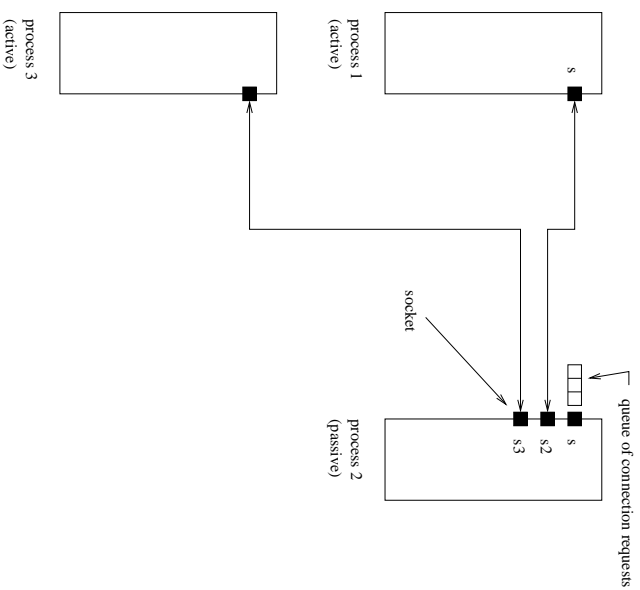 queue of connection requests
s
s
s2
s3
socket
process 1
(active)
process 2
(passive)
process 3
(active)